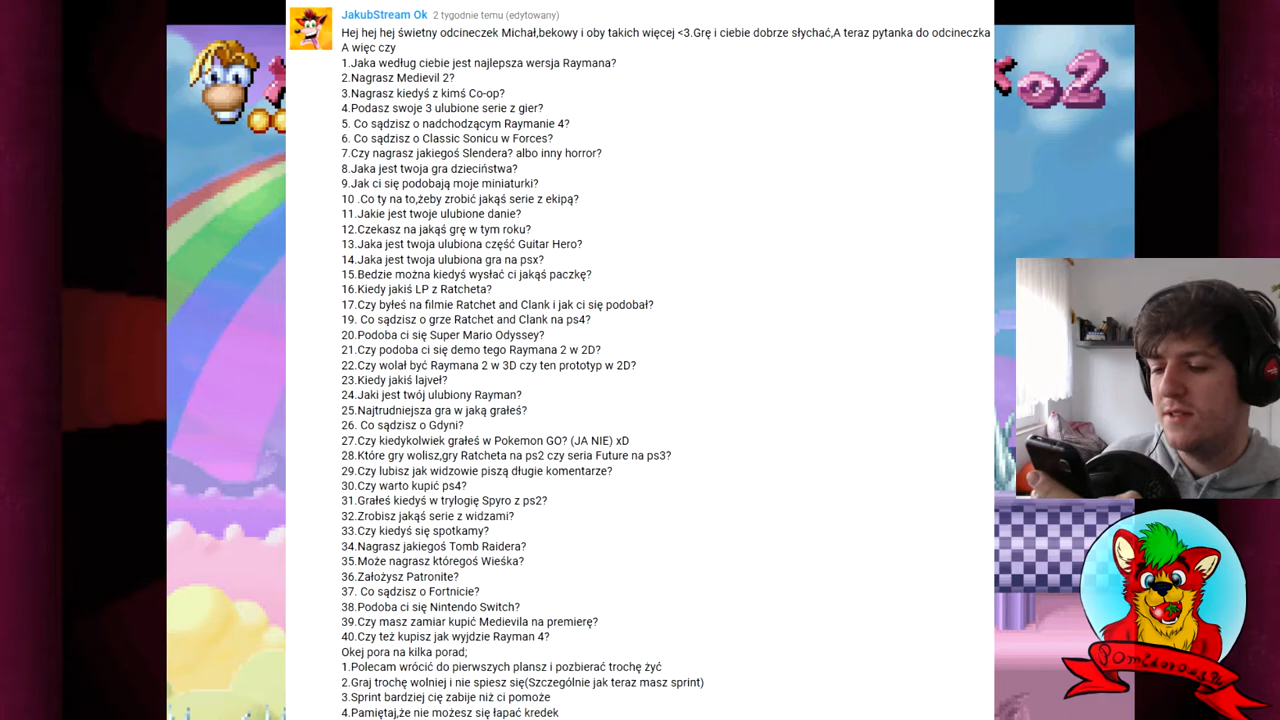 JakubStream Ok 2 tygodnie temu (edytowany)
Hej hej hej świetny odcineczek Michał,bekowy i oby takich więcej <3.Grę i ciebie dobrze słychać,A teraz pytanka do odcineczka
A więc czy
1.Jaka według ciebie jest najlepsza wersja Raymana?
2.Nagrasz Medievil 2?
3.Nagrasz kiedyś z kimś Co-op?
4.Podasz swoje 3 ulubione serie z gier?
5. Co sądzisz o nadchodzącym Raymanie 4?
6. Co sądzisz o Classic Sonicu w Forces?
7.Czy nagrasz jakiegoś Slendera? albo inny horror?
8.Jaka jest twoja gra dzieciństwa?
9.Jak ci się podobają moje miniaturki?
10 .Co ty na to,żeby zrobić jakąś serie z ekipą?
11.Jakie jest twoje ulubione danie?
12.Czekasz na jakąś grę w tym roku?
13.Jaka jest twoja ulubiona część Guitar Hero?
14.Jaka jest twoja ulubiona gra na psx?
15.Bedzie można kiedyś wysłać ci jakąś paczkę?
16.Kiedy jakiś LP z Ratcheta?
17.Czy byłeś na filmie Ratchet and Clank i jak ci się podobał?
19. Co sądzisz o grze Ratchet and Clank na ps4?
20.Podoba ci się Super Mario Odyssey?
21.Czy podoba ci się demo tego Raymana 2 w 2D?
22.Czy wolał być Raymana 2 w 3D czy ten prototyp w 2D?
23.Kiedy jakiś lajveł?
24.Jaki jest twój ulubiony Rayman?
25.Najtrudniejsza gra w jaką grałeś?
26. Co sądzisz o Gdyni?
27.Czy kiedykolwiek grałeś w Pokemon GO? (JA NIE) xD
28.Które gry wolisz,gry Ratcheta na ps2 czy seria Future na ps3?
29.Czy lubisz jak widzowie piszą długie komentarze?
30.Czy warto kupić ps4?
31.Grałeś kiedyś w trylogię Spyro z ps2?
32.Zrobisz jakąś serie z widzami?
33.Czy kiedyś się spotkamy?
34.Nagrasz jakiegoś Tomb Raidera?
35.Może nagrasz któregoś Wieśka?
36.Założysz Patronite?
37. Co sądzisz o Fortnicie?
38.Podoba ci się Nintendo Switch?
39.Czy masz zamiar kupić Medievila na premierę?
40.Czy też kupisz jak wyjdzie Rayman 4?
Okej pora na kilka porad;
1.Polecam wrócić do pierwszych plansz i pozbierać trochę żyć
2.Graj trochę wolniej i nie spiesz się(Szczególnie jak teraz masz sprint)
3.Sprint bardziej cię zabije niż ci pomoże
4.Pamiętaj,że nie możesz się łapać kredek